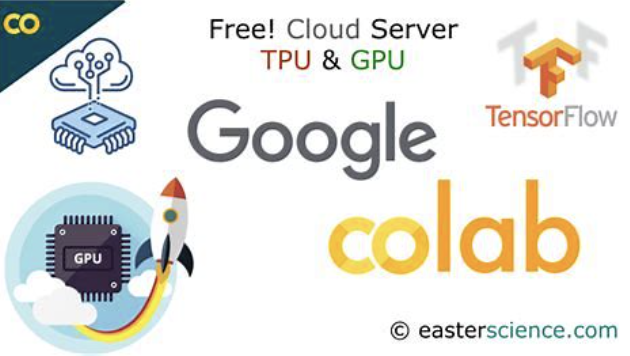 CO
Free! Cloud Server
TPU & GPU
TensorFlow
Google
colab
GPU
© easterscience.com